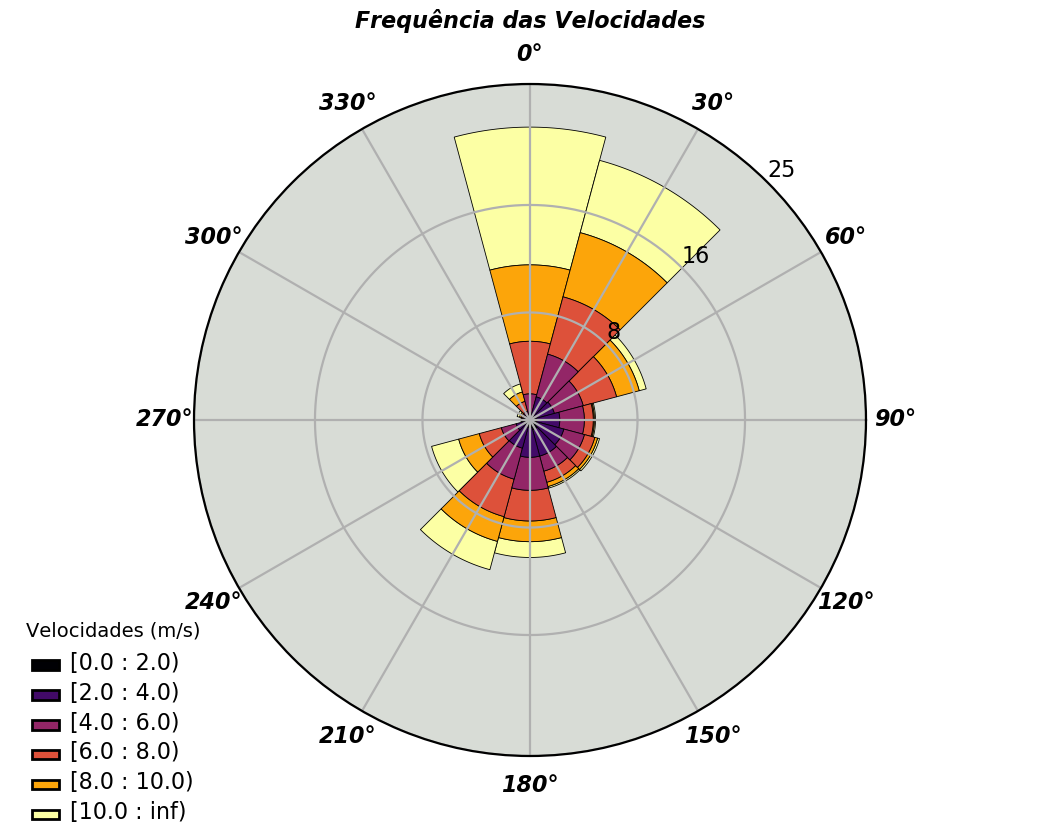 Frequência das Velocidades
0°
330°
30°
25
300°
60°
16
8
270°
90°
240°
120°
210°
150°
180°
Velocidades (m/s)
[0.0 : 2.0)
[2.0 : 4.0)
[4.0 : 6.0)
[6.0 : 8.0)
[8.0 : 10.0)
[10.0 : inf)